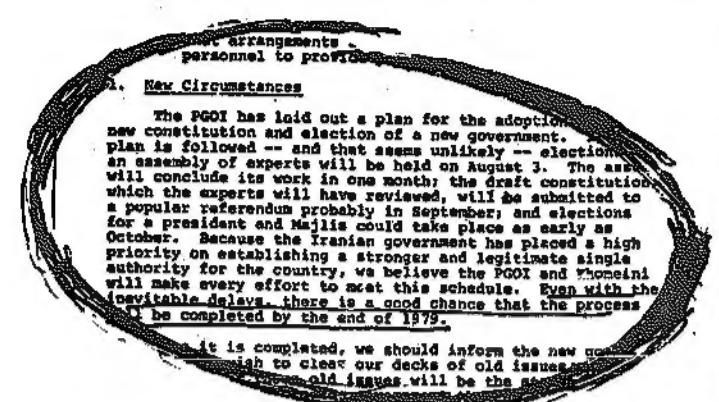 arrangements
personnel to
New Circumstances
The PGOI has laid out a plan for the adoption
new constitution and election of a new government.
plan is followed -- and that seems unlikely -- election
an assembly of experts will be held on August 3. The
will conclude its work in one month; the draft constitution,
which the experts will have reviewed, will be submitted to
a popular referendum probably in September; and elections
for a president and Majlis could take place as early as
October. Because the Iranian government has placed a high
priority on establishing a stronger and legitimate single
authority for the country, we believe the PGOI and Khomeini
will make every effort to meet this schedule. Even with the
inevitable delays, there is a good chance that the process
be completed by the end of 1979.
it is completed, we should inform the new
to clear our decks of old issues
old issues will be the